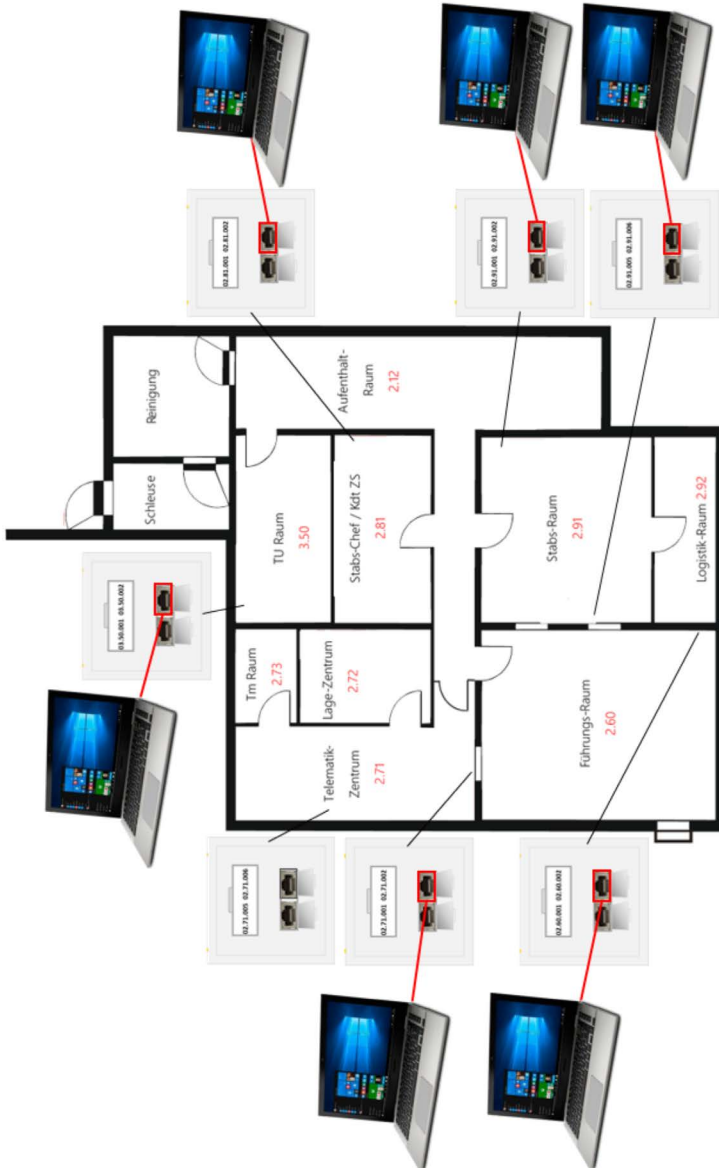 03.50.001 03.50.002
Schleuse
Reinigung
02.71.005 02.71.006
02.81.001 02.81.002
Tm Raum
2.73
TU Raum
3.50
Telematik-
Zentrum
2.71
Lage-Zentrum
2.72
Stabs-Chef / Kdt ZS
2.81
Aufenthalt-
Raum
2.12
02.71.001 02.71.002
02.91.001 02.91.002
02.60.001 02.60.002
Führungs-Raum
2.60
Stabs-Raum
2.91
02.91.005 02.91.006
Logistik-Raum 2.92